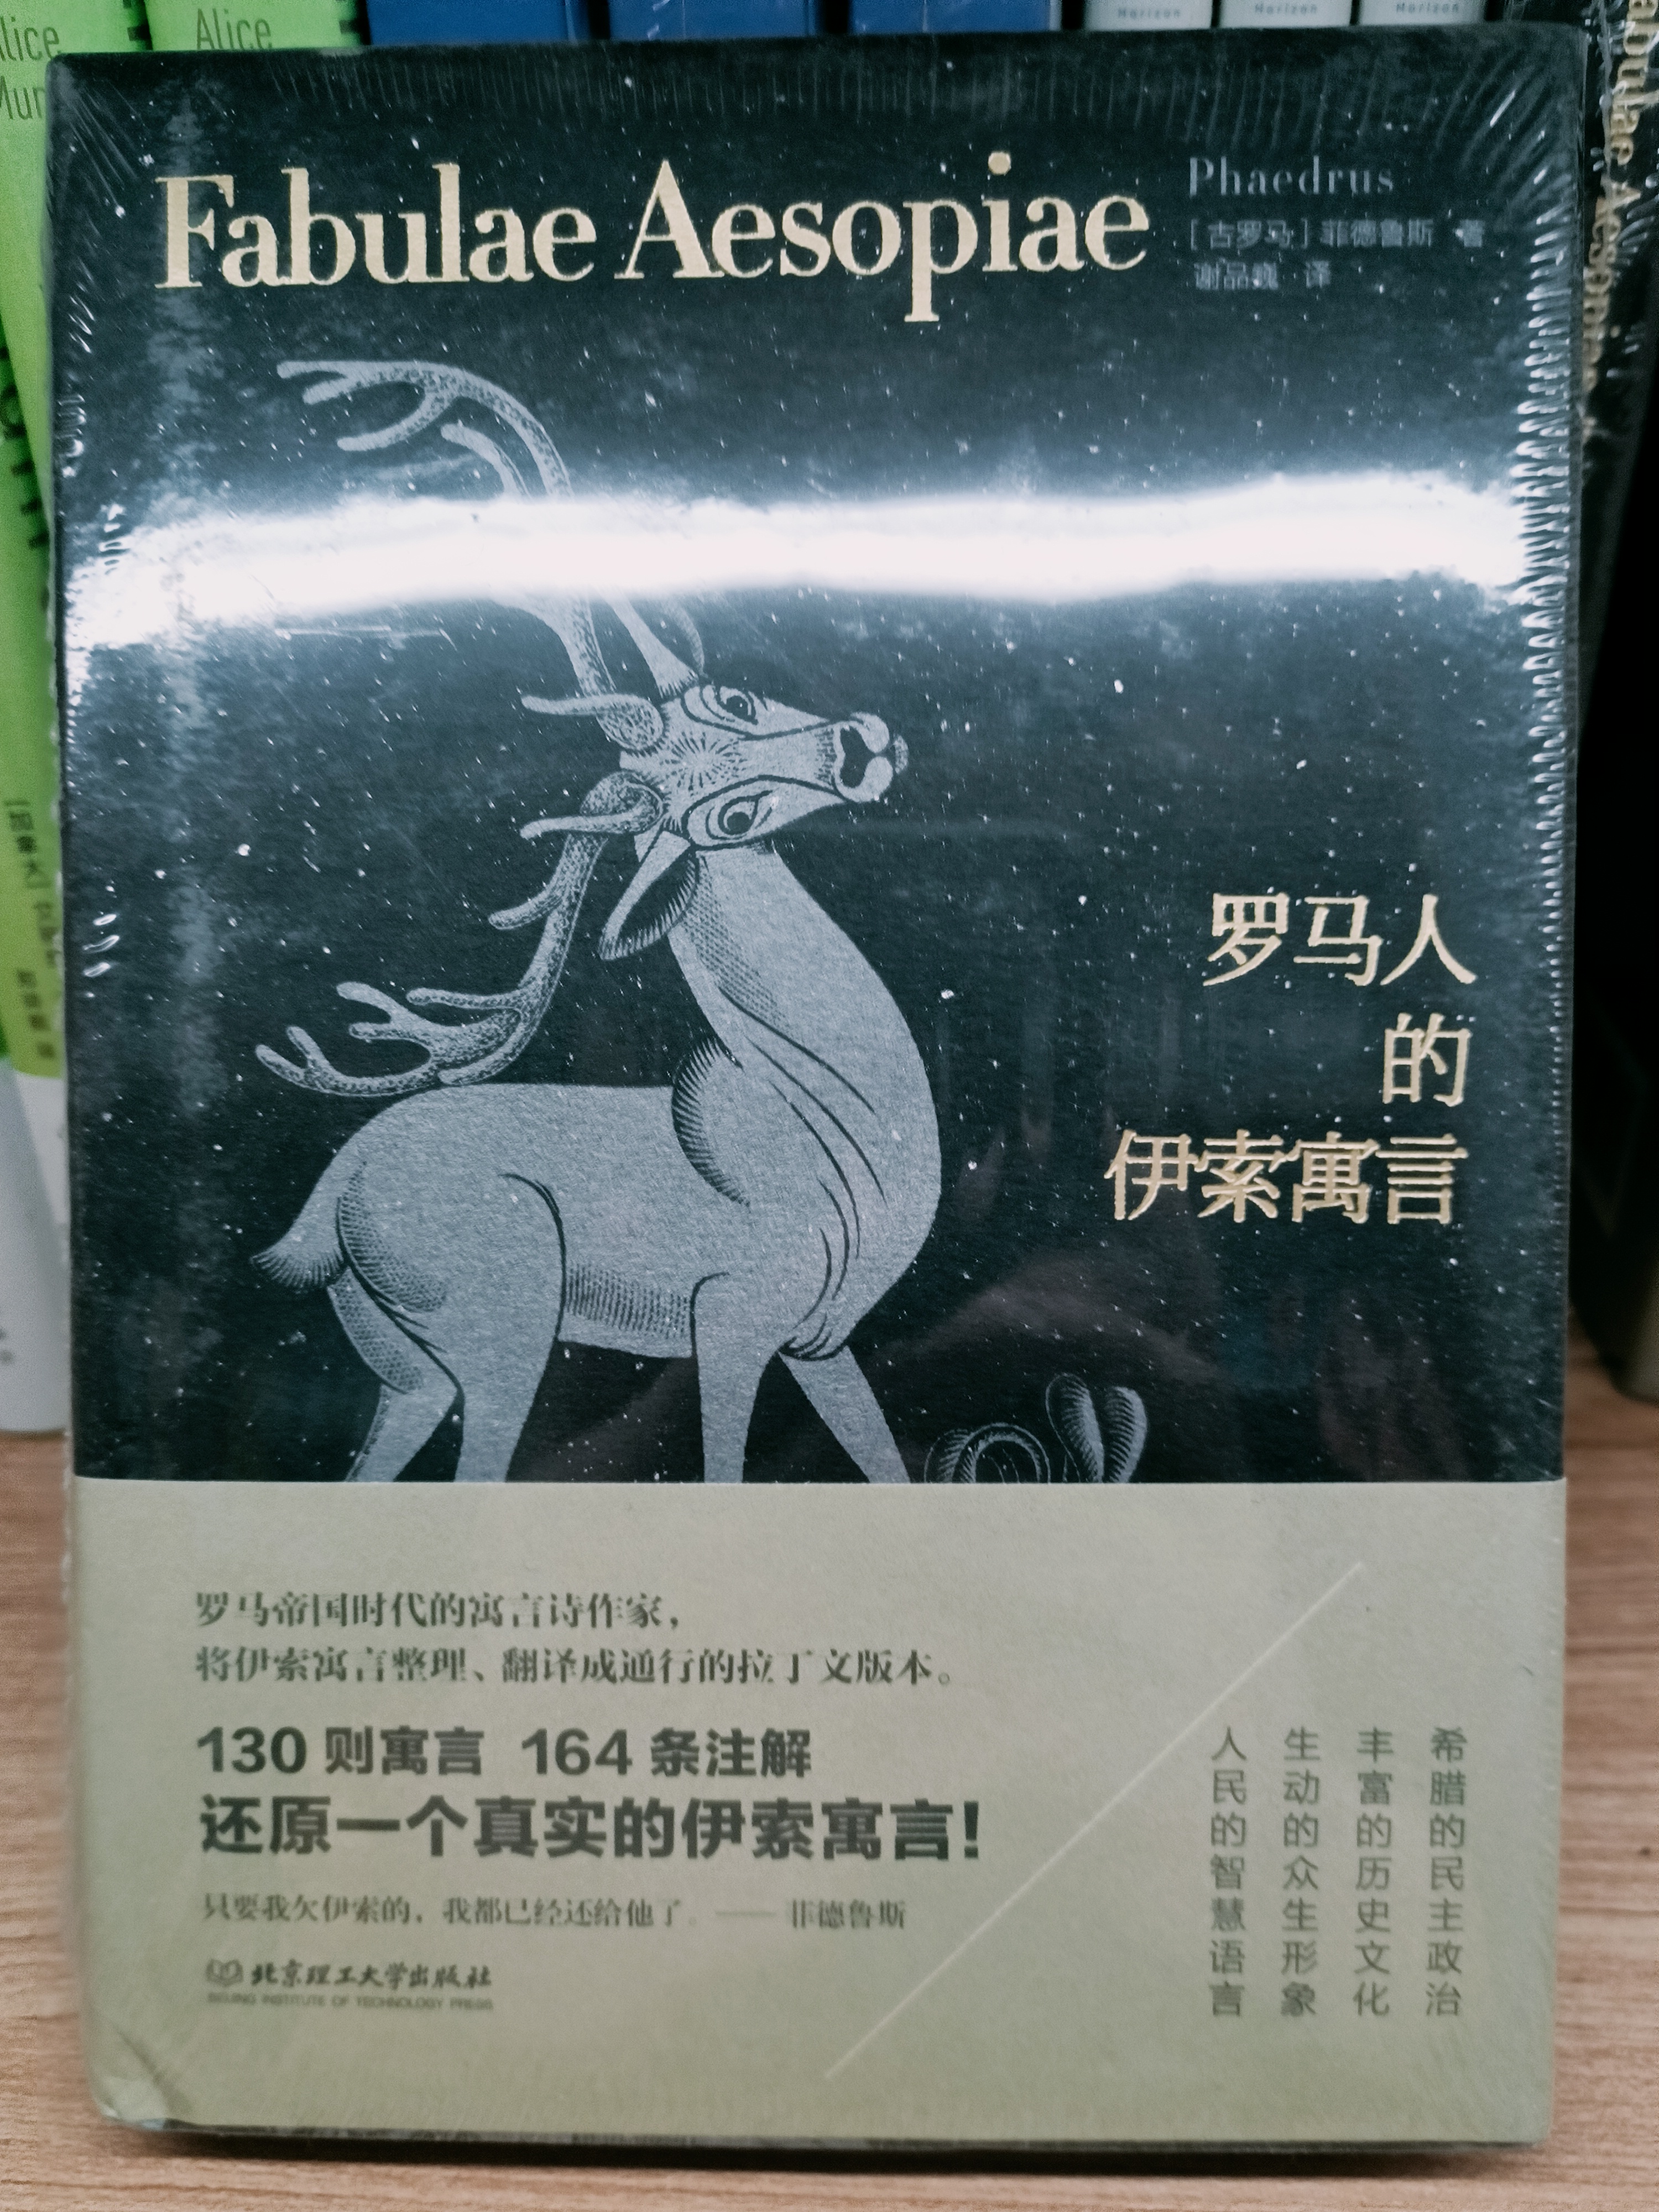 Alice
Alice
Horizon
Horizon
Horizon
Fabulae Aesopiae
Phaedrus
[古罗马] 菲德鲁斯 著
谢品巍 译
罗马人
的
伊索寓言
罗马帝国时代的寓言诗作家,
将伊索寓言整理、翻译成通行的拉丁文版本。
130 则寓言 164 条注解
还原一个真实的伊索寓言!
只要我欠伊索的，我都已经还给他了。—— 菲德鲁斯
北京理工大学出版社
BEIJING INSTITUTE OF TECHNOLOGY PRESS
希腊的民主政治
丰富的历史文化
生动的众生形象
人民的智慧语言
Fabulae Aesopiae